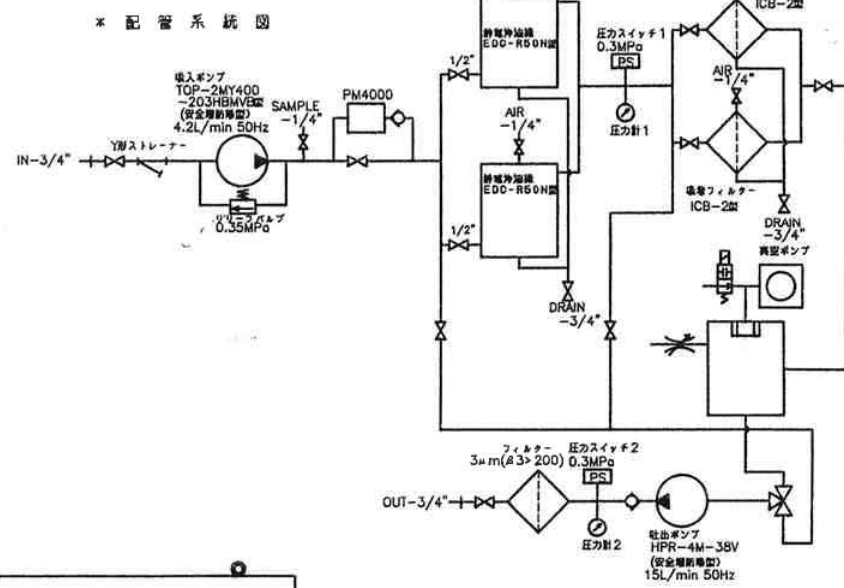 * 配管系統図
ICB-2型
静電浄油機
EDC-R50N型
圧力スイッチ1
0.3MPa
PS
圧力計1
1/2"
吸入ポンプ
TOP-2MY400
-203HBMVB型
(安全増防爆型)
4.2L/min 50Hz
SAMPLE
-1/4"
PM4000
AIR
-1/4"
AIR
-1/4"
IN-3/4"
Y形ストレーナー
静電浄油機
EDC-R50N型
吸着フィルター
ICB-2型
リリーフバルブ
0.35MPa
1/2"
DRAIN
-3/4"
真空ポンプ
DRAIN
-3/4"
フィルター
3μm(β3>200)
圧力スイッチ2
0.3MPa
PS
OUT-3/4"
圧力計2
吐出ポンプ
HPR-4M-38V
(安全増防爆型)
15L/min 50Hz